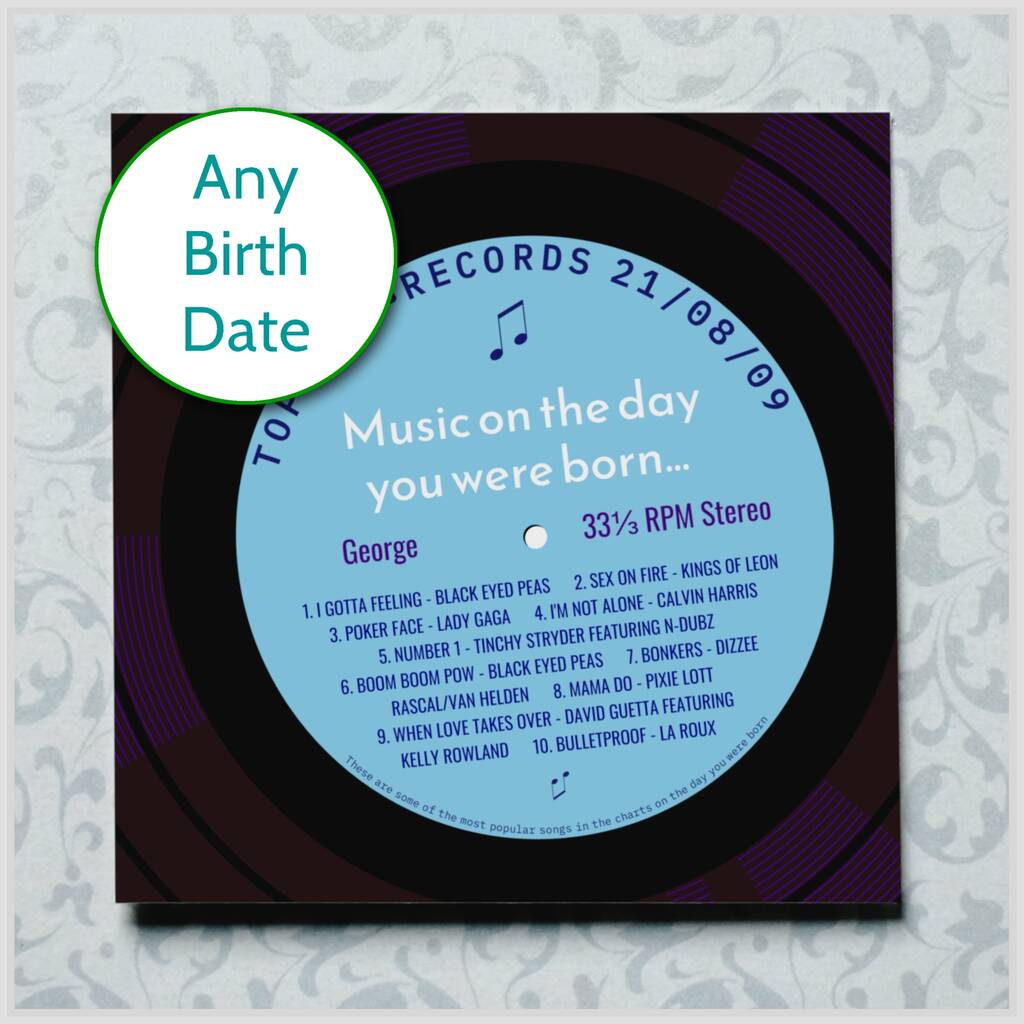 Any
Birth
Date
TOP RECORDS 21/08/09
Music on the day
you were born...
George
33⅓ RPM Stereo
1. I GOTTA FEELING - BLACK EYED PEAS 2. SEX ON FIRE - KINGS OF LEON
3. POKER FACE - LADY GAGA 4. I'M NOT ALONE - CALVIN HARRIS
5. NUMBER 1 - TINCHY STRYDER FEATURING N-DUBZ
6. BOOM BOOM POW - BLACK EYED PEAS 7. BONKERS - DIZZEE
RASCAL/VAN HELDEN 8. MAMA DO - PIXIE LOTT
9. WHEN LOVE TAKES OVER - DAVID GUETTA FEATURING
KELLY ROWLAND 10. BULLETPROOF - LA ROUX
These are some of the most popular songs in the charts on the day you were born